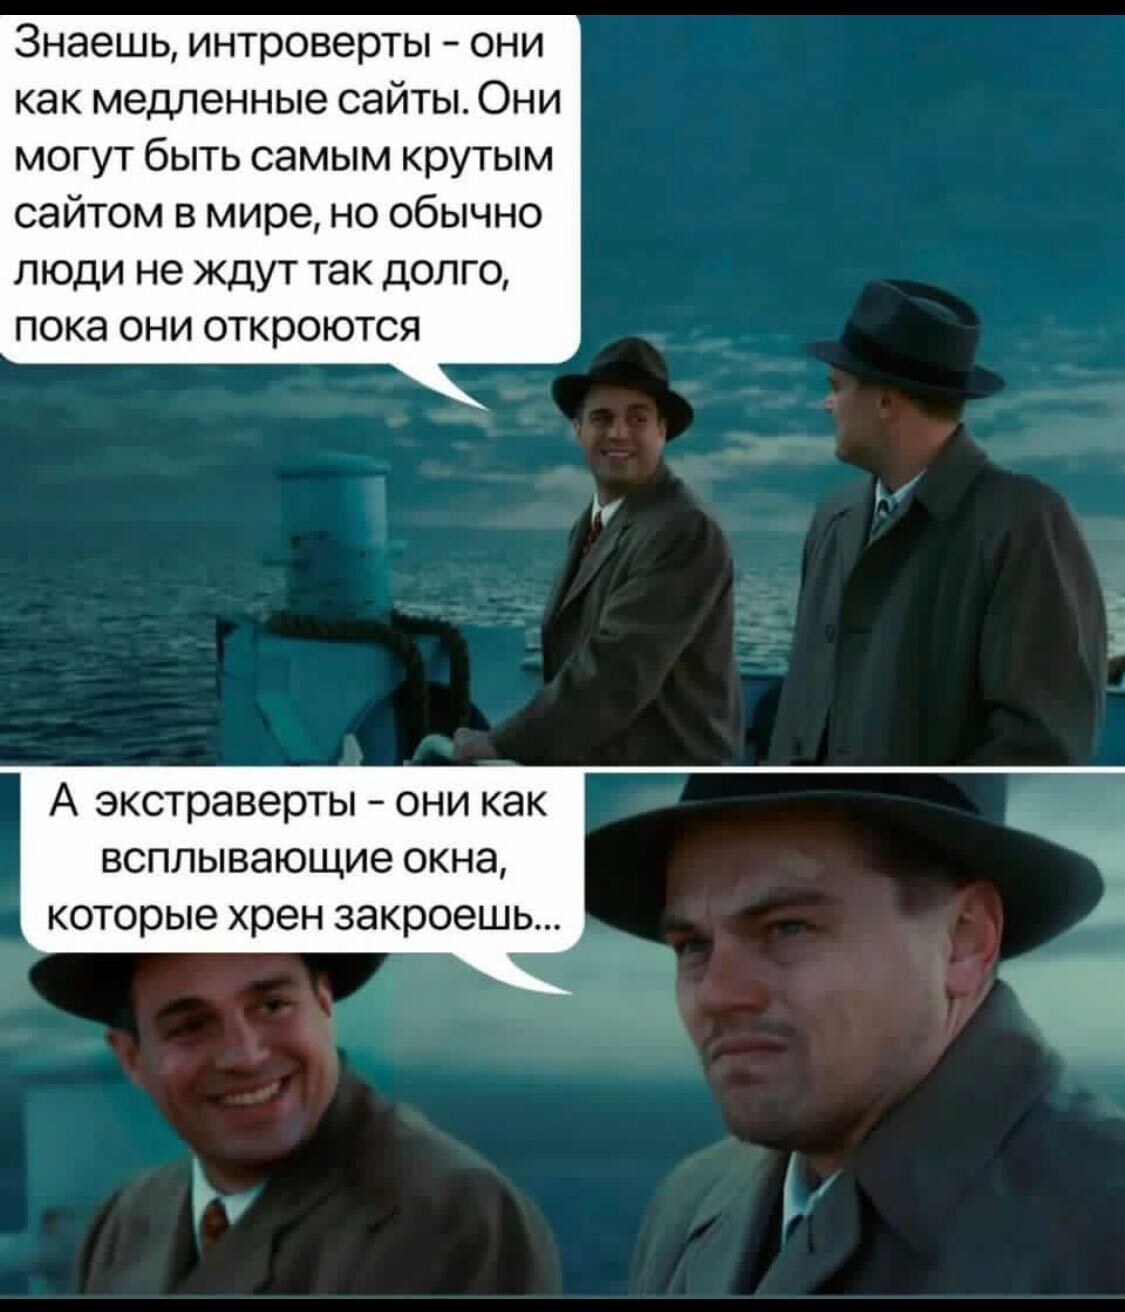 Знаешь, интроверты - они
как медленные сайты. Они
могут быть самым крутым
сайтом в мире, но обычно
люди не ждут так долго,
пока они откроются
А экстраверты - они как
всплывающие окна,
которые хрен закроешь...